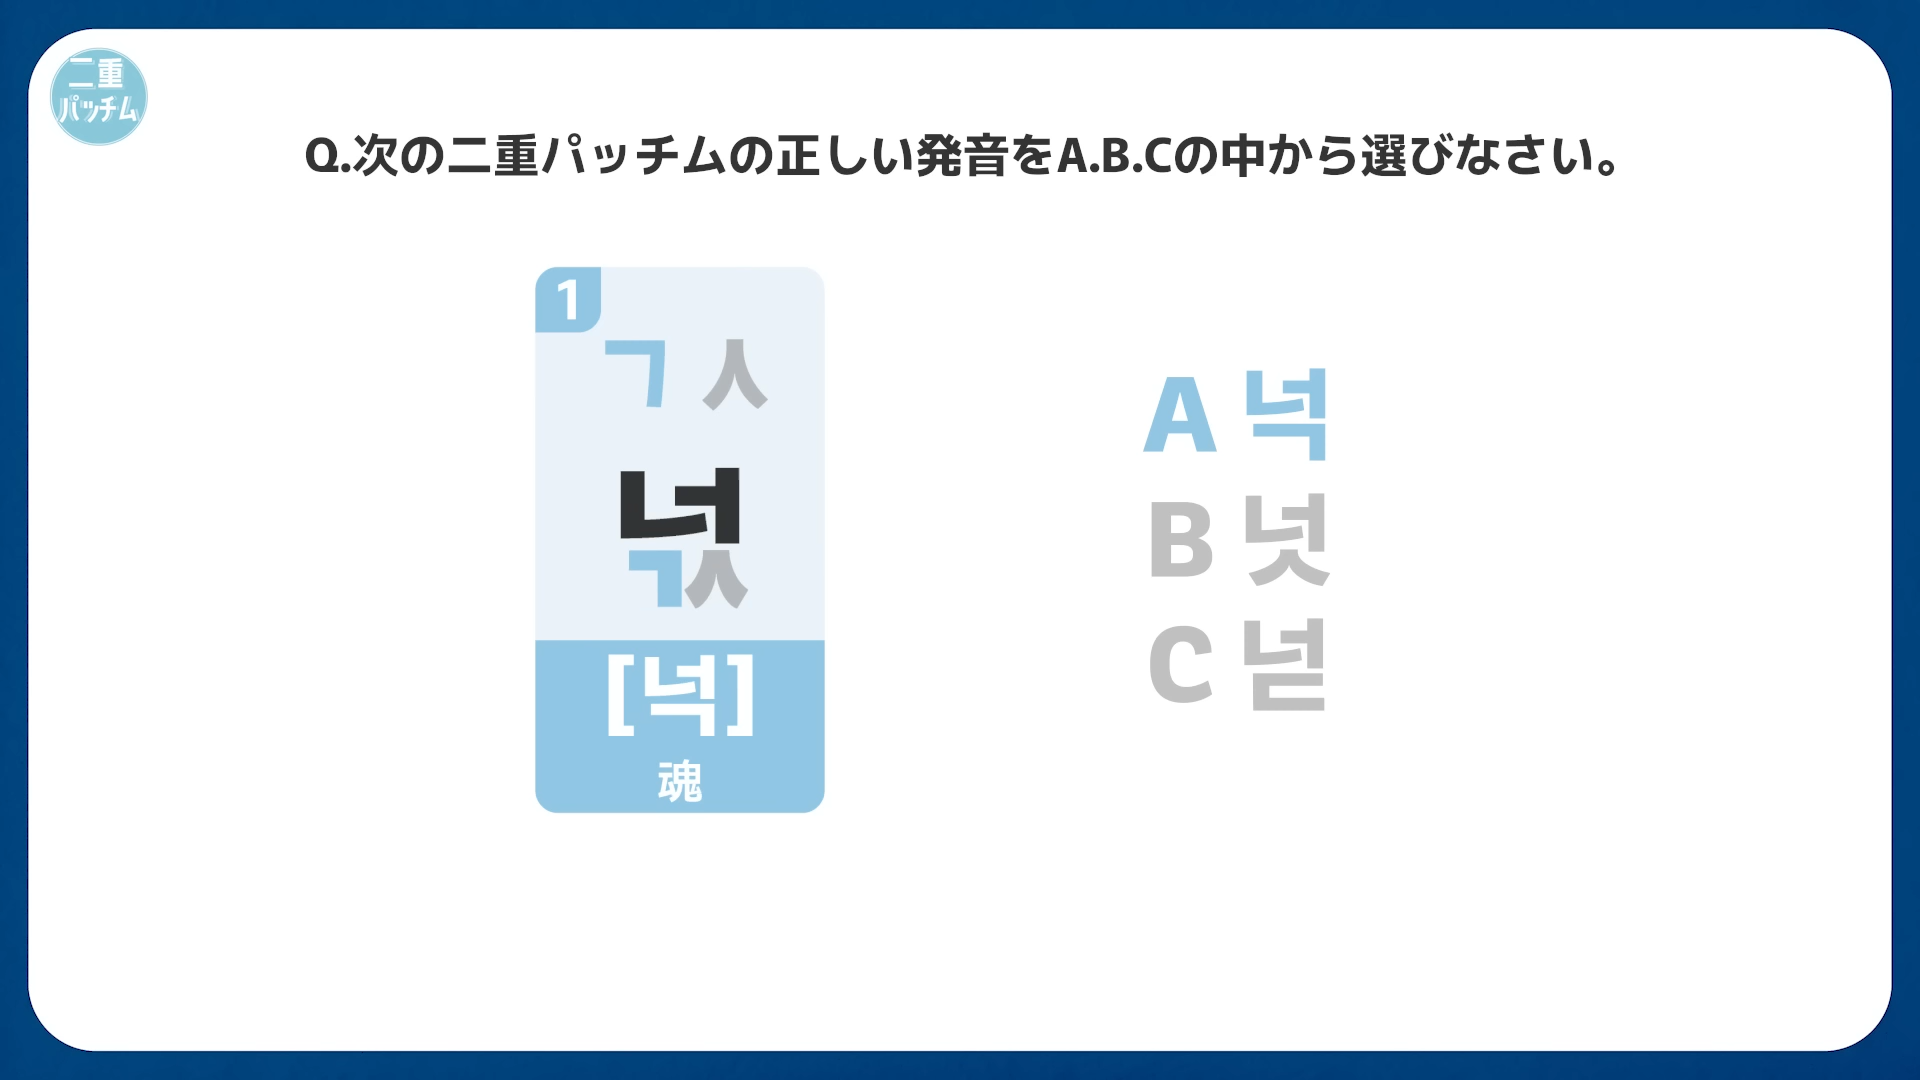 二重
パッチム
Q.次の二重パッチムの正しい発音をA.B.Cの中から選びなさい。
1
ㄱ ㅅ
넋
[넉]
魂
A 넉
B 넛
C 넏